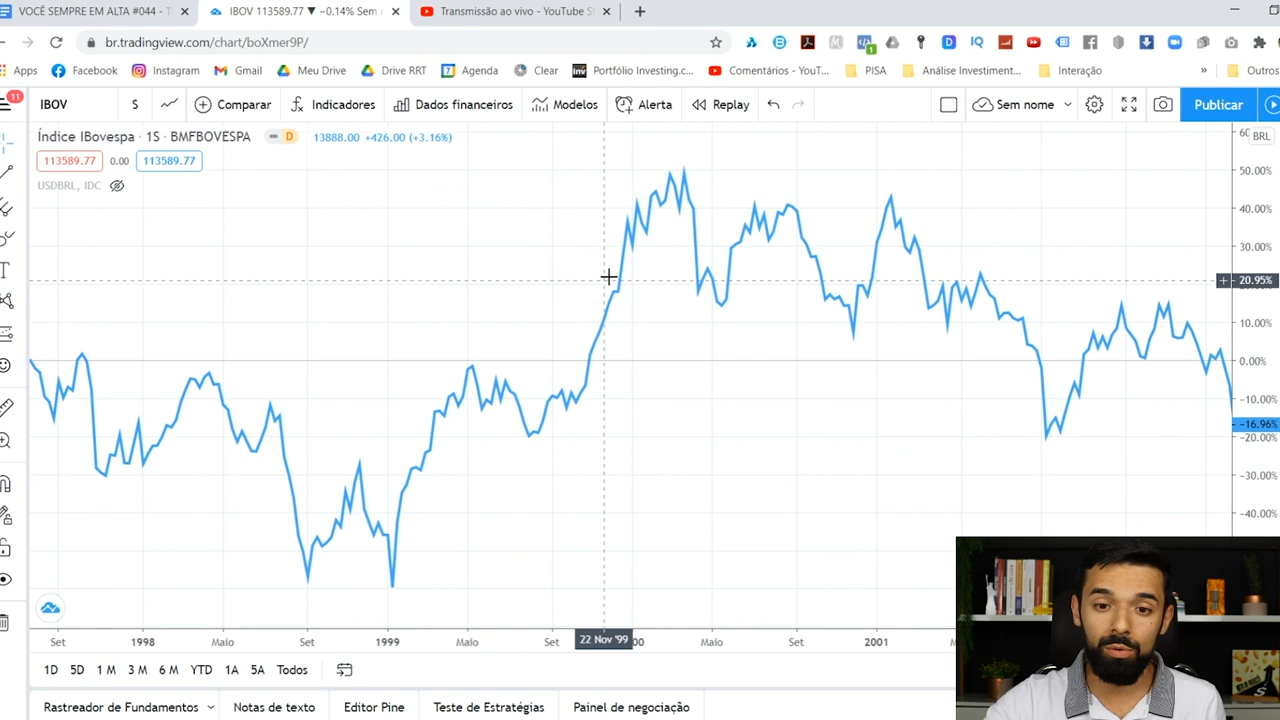 VOCÊ SEMPRE EM ALTA #044 - T
IBOV 113589.77 ▼ −0.14% Sem n
Transmissão ao vivo - YouTube S
br.tradingview.com/chart/boXmer9P/
Apps
Facebook
Instagram
Gmail
Meu Drive
Drive RRT
Agenda
Clear
Portfólio Investing.c...
Comentários - YouT...
PISA
Análise Investiment...
Interação
»
Outros
11
IBOV
S
Comparar
Indicadores
Dados financeiros
Modelos
Alerta
Replay
Sem nome
Publicar
Índice IBovespa · 1S · BMFBOVESPA
D
13888.00 +426.00 (+3.16%)
BRL
113589.77
0.00
113589.77
USDBRL, IDC
50.00%
40.00%
30.00%
20.95%
10.00%
0.00%
−10.00%
−16.96%
−20.00%
−30.00%
−40.00%
Set
1998
Maio
Set
1999
Maio
Set
22 Nov '99
00
Maio
Set
2001
1D
5D
1 M
3 M
6 M
YTD
1A
5A
Todos
Rastreador de Fundamentos
Notas de texto
Editor Pine
Teste de Estratégias
Painel de negociação